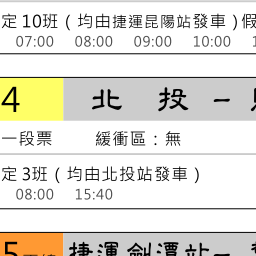 定 10班 ( 均由捷運昆陽站發車 ) 假
07:00 08:00 09:00 10:00 1
4 北 投 -
一段票 緩衝區：無
定 3班 ( 均由北投站發車 )
08:00 15:40
5 捷運劍潭站-